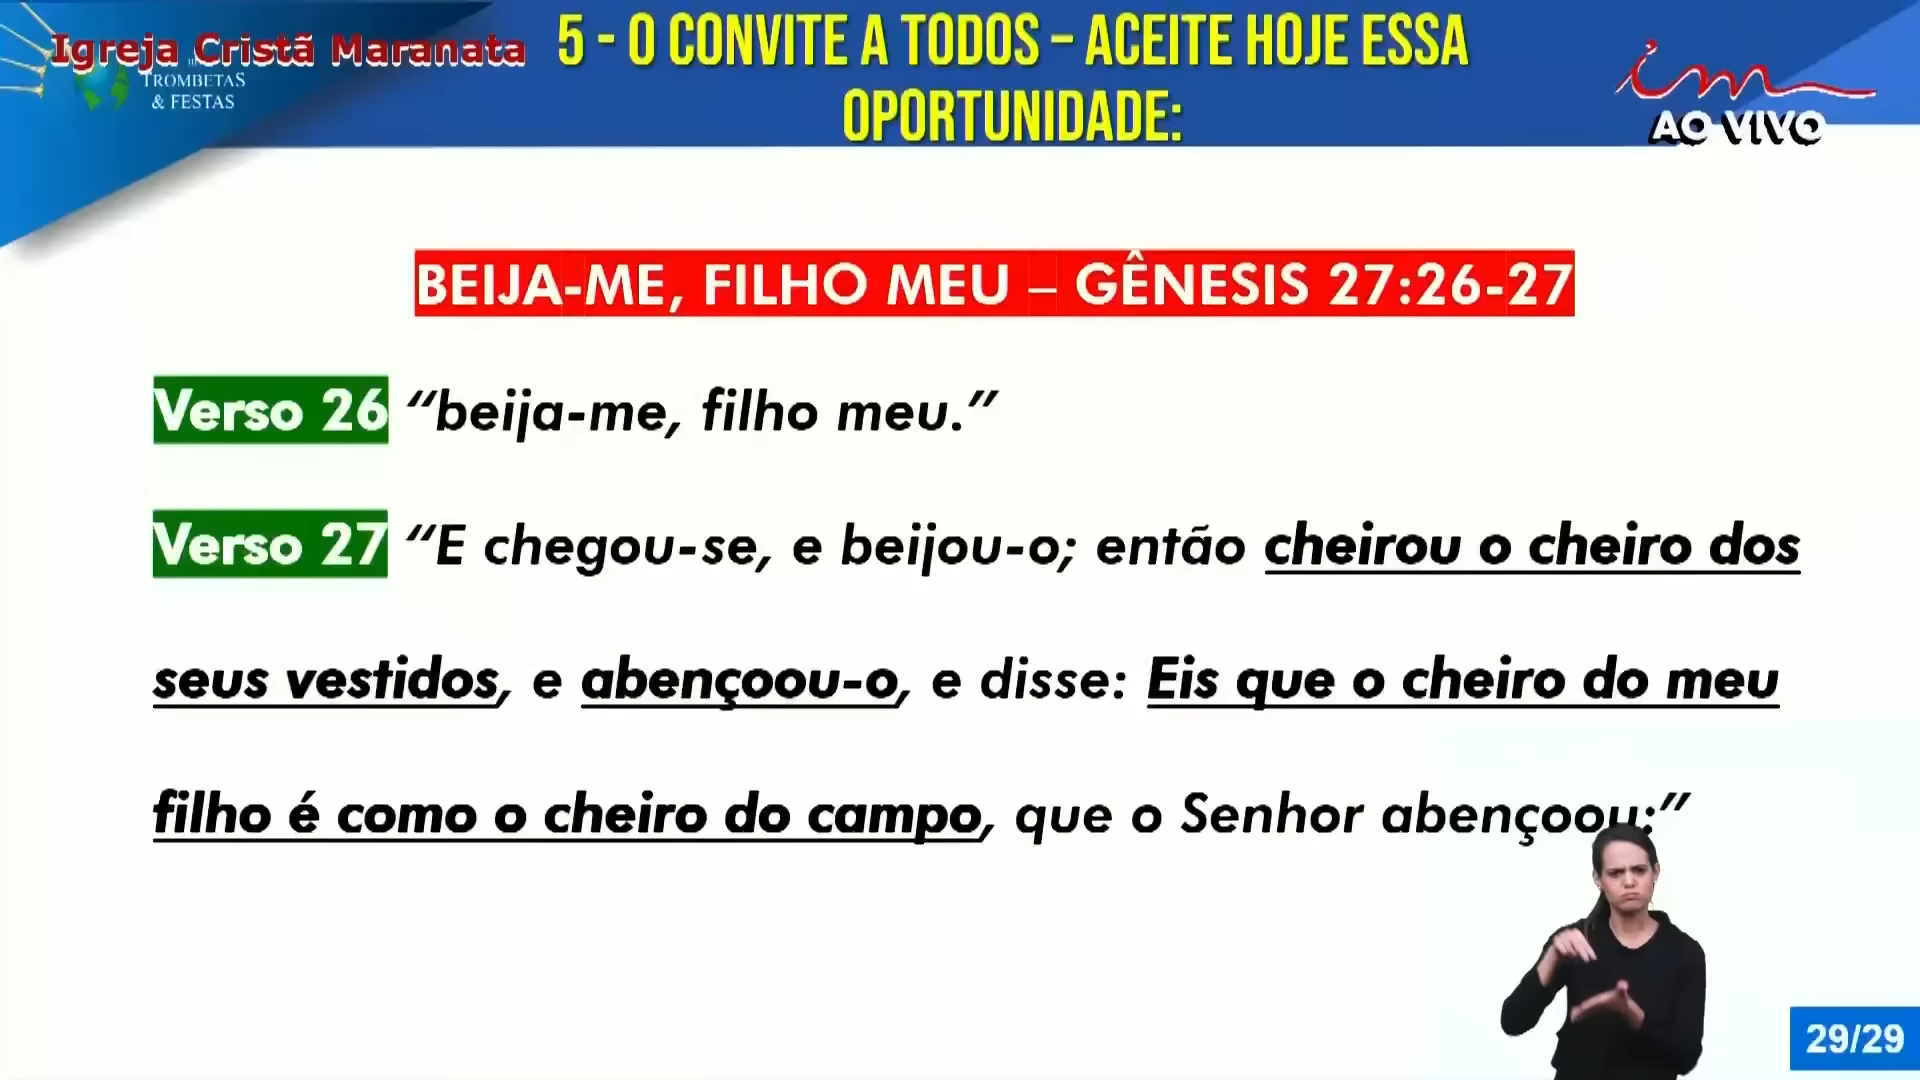 Igreja Cristã Maranata
TROMBETAS
& FESTAS
5 - O CONVITE A TODOS – ACEITE HOJE ESSA
OPORTUNIDADE:
AO VIVO
BEIJA-ME, FILHO MEU – GÊNESIS 27:26-27
Verso 26 “beija-me, filho meu.”
Verso 27 “E chegou-se, e beijou-o; então cheirou o cheiro dos
seus vestidos, e abençoou-o, e disse: Eis que o cheiro do meu
filho é como o cheiro do campo, que o Senhor abençoou:”
29/29